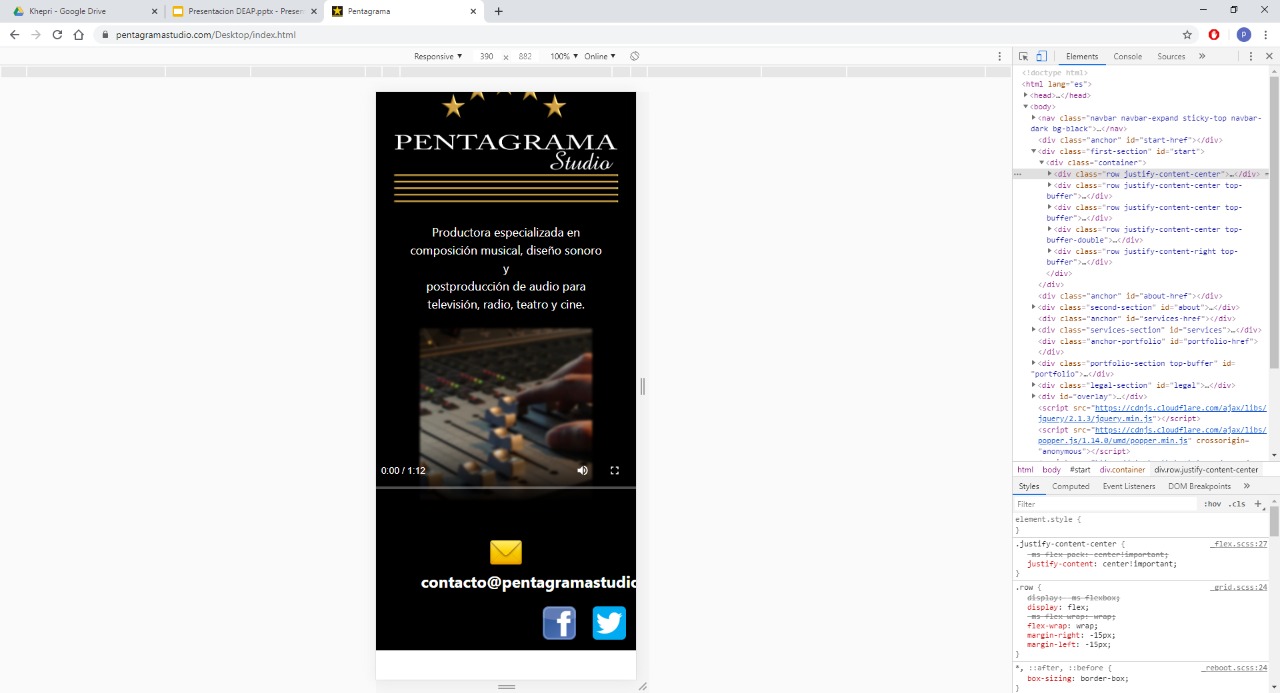 Khepri - Google Drive
Presentacion DEAP.pptx - Presen
Pentagrama
pentagramastudio.com/Desktop/index.html
P
Responsive ▼ 390 x 882 100% ▼ Online ▼
Elements Console Sources »
PENTAGRAMA
Studio
Productora especializada en
composición musical, diseño sonoro
y
postproducción de audio para
televisión, radio, teatro y cine.
0:00 / 1:12
contacto@pentagramastudio
<!doctype html>
<html lang="es">
<head>…</head>
<body>
<nav class="navbar navbar-expand sticky-top navbar-
dark bg-black">…</nav>
<div class="anchor" id="start-href"></div>
<div class="first-section" id="start">
<div class="container">
<div class="row justify-content-center">…</div>
<div class="row justify-content-center top-
buffer">…</div>
<div class="row justify-content-center top-
buffer">…</div>
<div class="row justify-content-center top-
buffer-double">…</div>
<div class="row justify-content-right top-
buffer">…</div>
</div>
</div>
<div class="anchor" id="about-href"></div>
<div class="second-section" id="about">…</div>
<div class="anchor" id="services-href"></div>
<div class="services-section" id="services">…</div>
<div class="anchor-portfolio" id="portfolio-href">
</div>
<div class="portfolio-section top-buffer" id=
"portfolio">…</div>
<div class="legal-section" id="legal">…</div>
<div id="overlay">…</div>
<script src="https://cdnjs.cloudflare.com/ajax/libs/
jquery/2.1.3/jquery.min.js"></script>
<script src="https://cdnjs.cloudflare.com/ajax/libs/
popper.js/1.14.0/umd/popper.min.js" crossorigin=
"anonymous"></script>
html body #start div.container div.row.justify-content-center
Styles Computed Event Listeners DOM Breakpoints »
Filter :hov .cls +
element.style {
}
.justify-content-center { _flex.scss:27
-ms-flex-pack: center!important;
justify-content: center!important;
}
.row { _grid.scss:24
display: -ms-flexbox;
display: flex;
-ms-flex-wrap: wrap;
flex-wrap: wrap;
margin-right: -15px;
margin-left: -15px;
}
*, ::after, ::before { _reboot.scss:24
box-sizing: border-box;
}